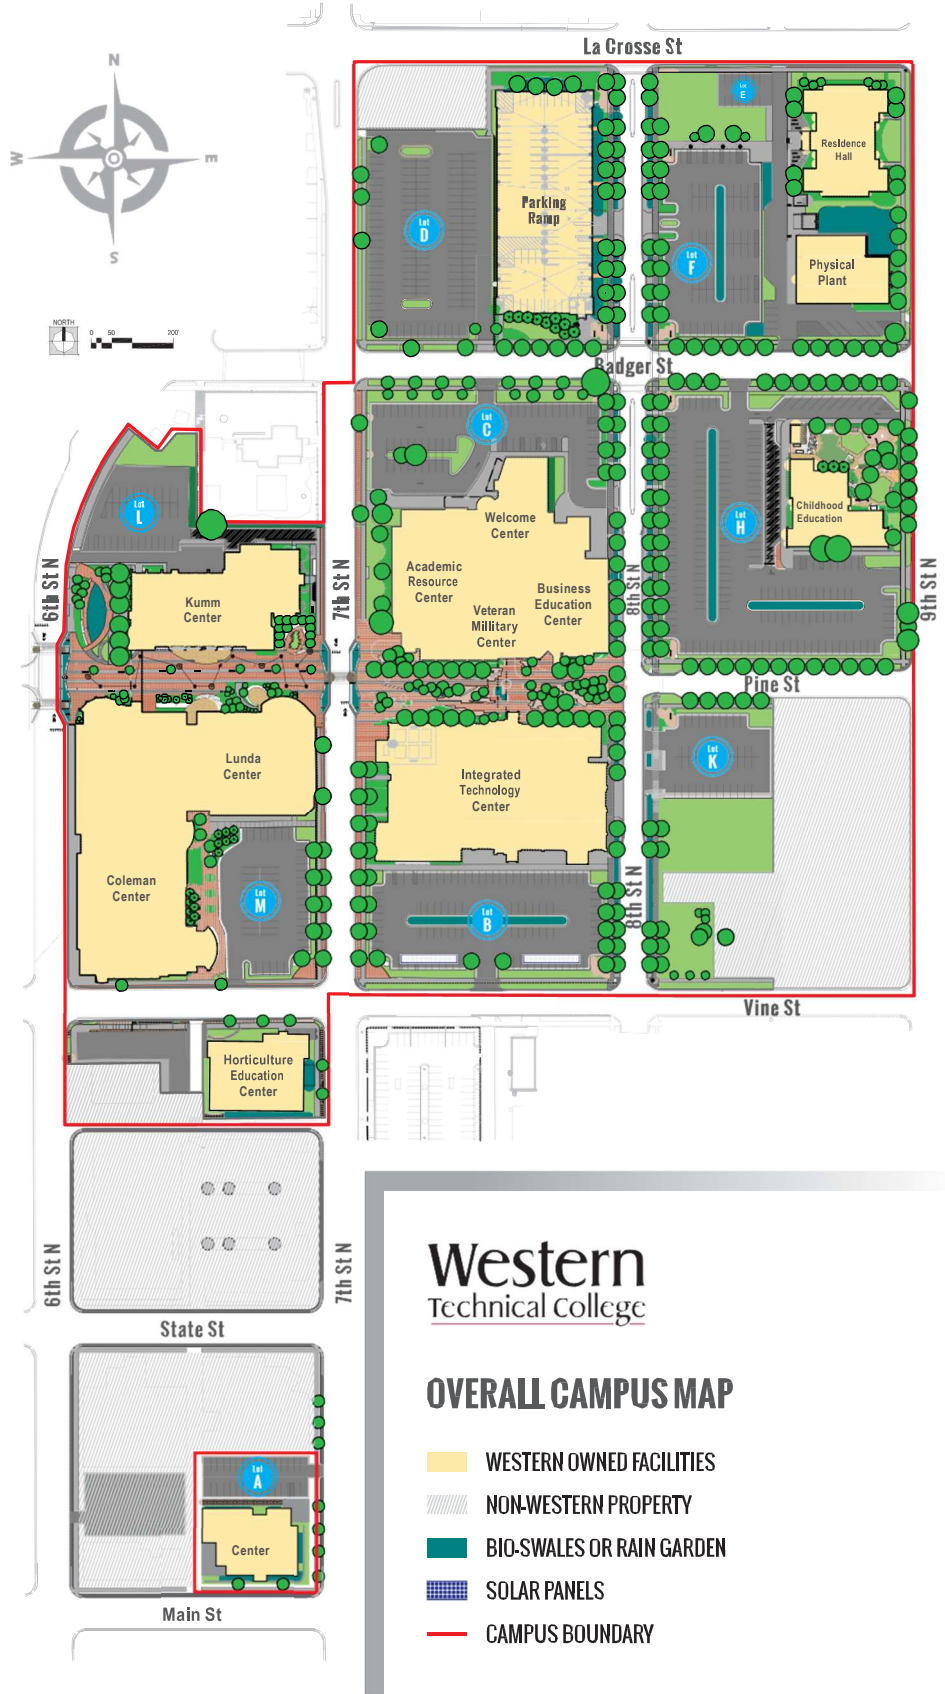 La Crosse St
N
W
E
S
NORTH
0 50 200'
Lot
E
Residence
Hall
Parking
Ramp
Lot
D
Lot
F
Physical
Plant
Badger St
Lot
C
Lot
L
Welcome
Center
Lot
H
Childhood
Education
Academic
Resource
Center
Business
Education
Center
Veteran
Millitary
Center
Kumm
Center
6th St N
7th St N
8th St N
9th St N
Pine St
Lunda
Center
Integrated
Technology
Center
Lot
K
Coleman
Center
Lot
M
Lot
B
8th St N
Vine St
Horticulture
Education
Center
6th St N
7th St N
State St
Lot
A
Center
Main St
Western
Technical College
OVERALL CAMPUS MAP
WESTERN OWNED FACILITIES
NON-WESTERN PROPERTY
BIO-SWALES OR RAIN GARDEN
SOLAR PANELS
CAMPUS BOUNDARY